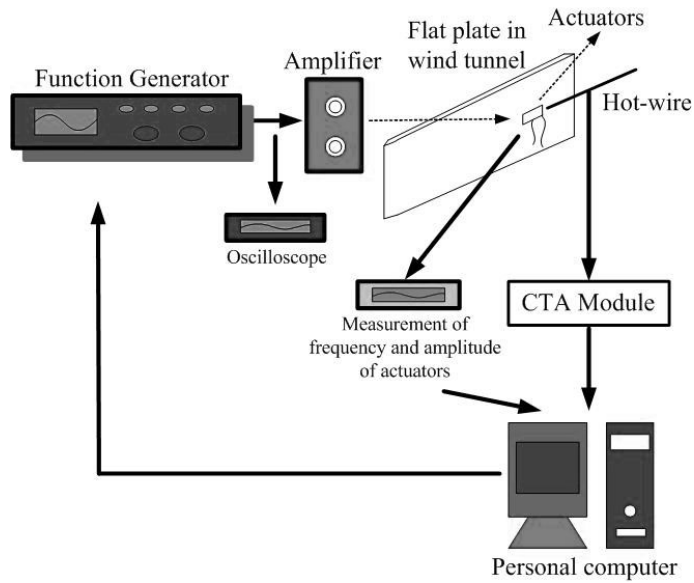 Function Generator
Amplifier
Flat plate in
wind tunnel
Actuators
Hot-wire
Oscilloscope
CTA Module
Measurement of
frequency and amplitude
of actuators
Personal computer